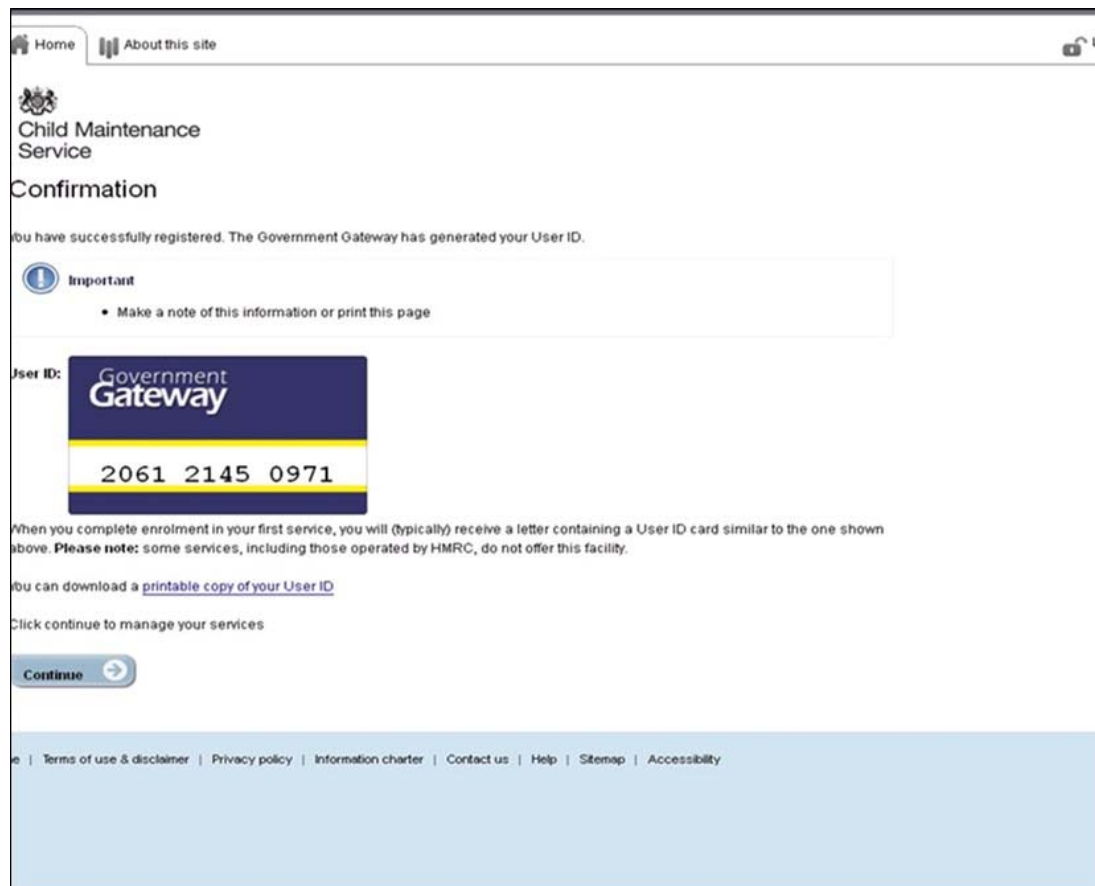 Home About this site
Child Maintenance
Service
Confirmation
You have successfully registered. The Government Gateway has generated your User ID.
Important
• Make a note of this information or print this page
User ID:
Government
Gateway
2061 2145 0971
When you complete enrolment in your first service, you will (typically) receive a letter containing a User ID card similar to the one shown
above. Please note: some services, including those operated by HMRC, do not offer this facility.
You can download a printable copy of your User ID
Click continue to manage your services
Continue
| Terms of use & disclaimer | Privacy policy | Information charter | Contact us | Help | Sitemap | Accessibility